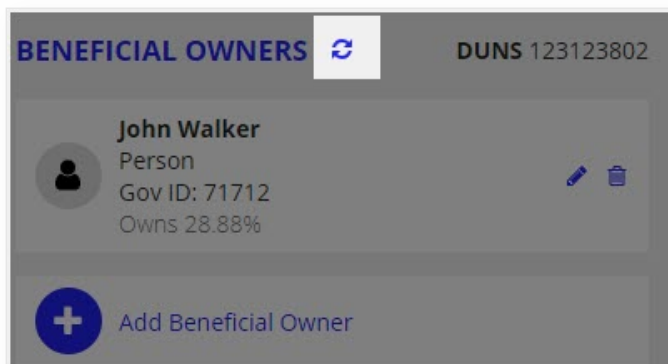 BENEFICIAL OWNERS DUNS 123123802
John Walker
Person
Gov ID: 71712
Owns 28.88%
Add Beneficial Owner